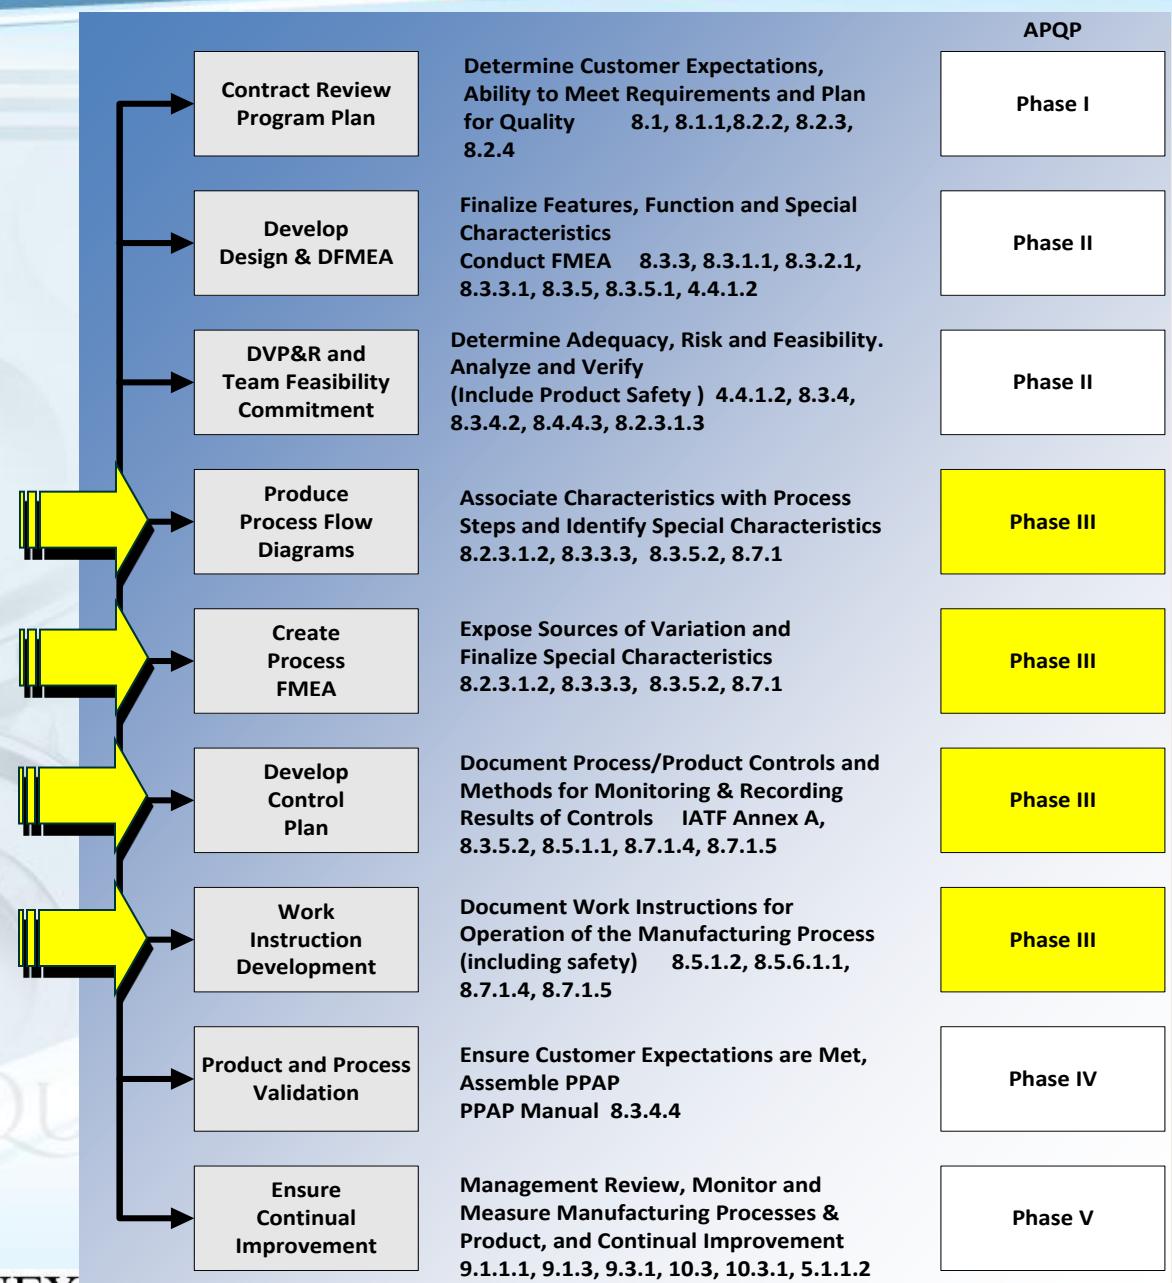 APQP
Contract Review
Program Plan
Determine Customer Expectations,
Ability to Meet Requirements and Plan
for Quality 8.1, 8.1.1,8.2.2, 8.2.3,
8.2.4
Phase I
Develop
Design & DFMEA
Finalize Features, Function and Special
Characteristics
Conduct FMEA 8.3.3, 8.3.1.1, 8.3.2.1,
8.3.3.1, 8.3.5, 8.3.5.1, 4.4.1.2
Phase II
DVP&R and
Team Feasibility
Commitment
Determine Adequacy, Risk and Feasibility.
Analyze and Verify
(Include Product Safety ) 4.4.1.2, 8.3.4,
8.3.4.2, 8.4.4.3, 8.2.3.1.3
Phase II
Produce
Process Flow
Diagrams
Associate Characteristics with Process
Steps and Identify Special Characteristics
8.2.3.1.2, 8.3.3.3, 8.3.5.2, 8.7.1
Phase III
Create
Process
FMEA
Expose Sources of Variation and
Finalize Special Characteristics
8.2.3.1.2, 8.3.3.3, 8.3.5.2, 8.7.1
Phase III
Develop
Control
Plan
Document Process/Product Controls and
Methods for Monitoring & Recording
Results of Controls IATF Annex A,
8.3.5.2, 8.5.1.1, 8.7.1.4, 8.7.1.5
Phase III
Work
Instruction
Development
Document Work Instructions for
Operation of the Manufacturing Process
(including safety) 8.5.1.2, 8.5.6.1.1,
8.7.1.4, 8.7.1.5
Phase III
Product and Process
Validation
Ensure Customer Expectations are Met,
Assemble PPAP
PPAP Manual 8.3.4.4
Phase IV
Ensure
Continual
Improvement
Management Review, Monitor and
Measure Manufacturing Processes &
Product, and Continual Improvement
9.1.1.1, 9.1.3, 9.3.1, 10.3, 10.3.1, 5.1.1.2
Phase V